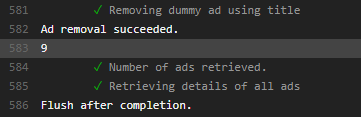 581 ✓ Removing dummy ad using title
582 Ad removal succeeded.
583 9
584 ✓ Number of ads retrieved.
585 ✓ Retrieving details of all ads
586 Flush after completion.